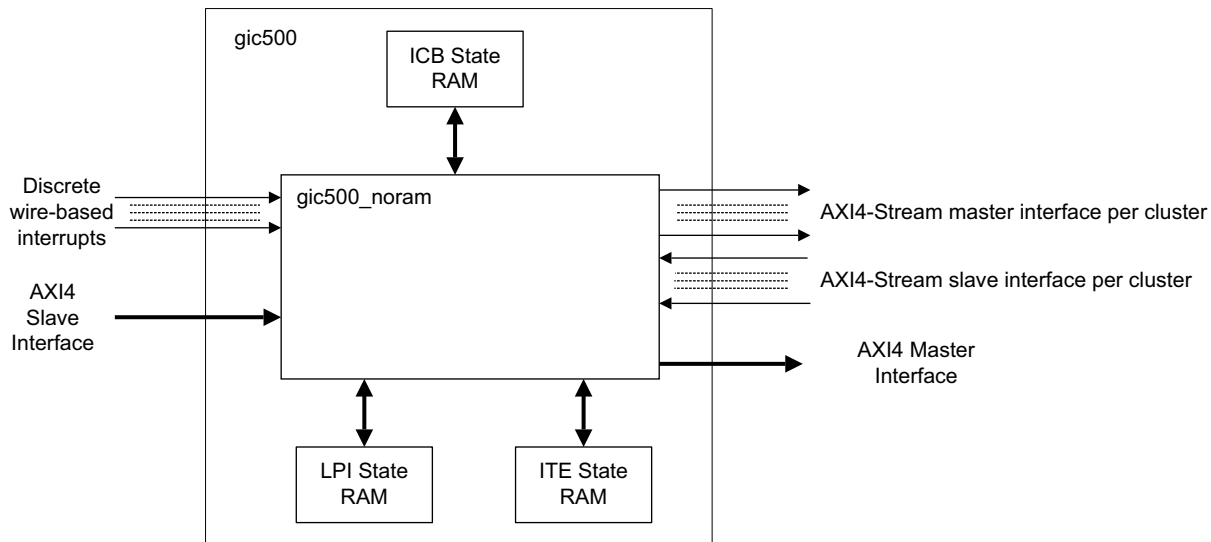 gic500
ICB State
RAM
Discrete
wire-based
interrupts
gic500_noram
AXI4-Stream master interface per cluster
AXI4-Stream slave interface per cluster
AXI4
Slave
Interface
AXI4 Master
Interface
LPI State
RAM
ITE State
RAM